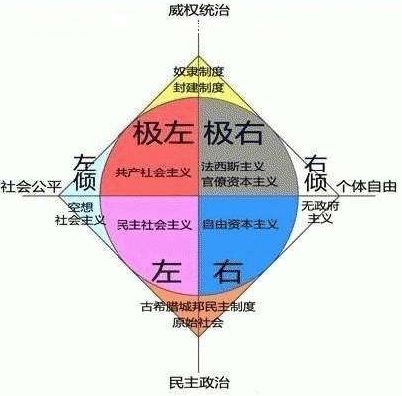 威权统治
奴隶制度
封建制度
极左 极右
左倾
右倾
共产社会主义
法西斯主义
官僚资本主义
社会公平
个体自由
空想
社会主义
无政府
主义
民主社会主义
自由资本主义
左 右
古希腊城邦民主制度
原始社会
民主政治